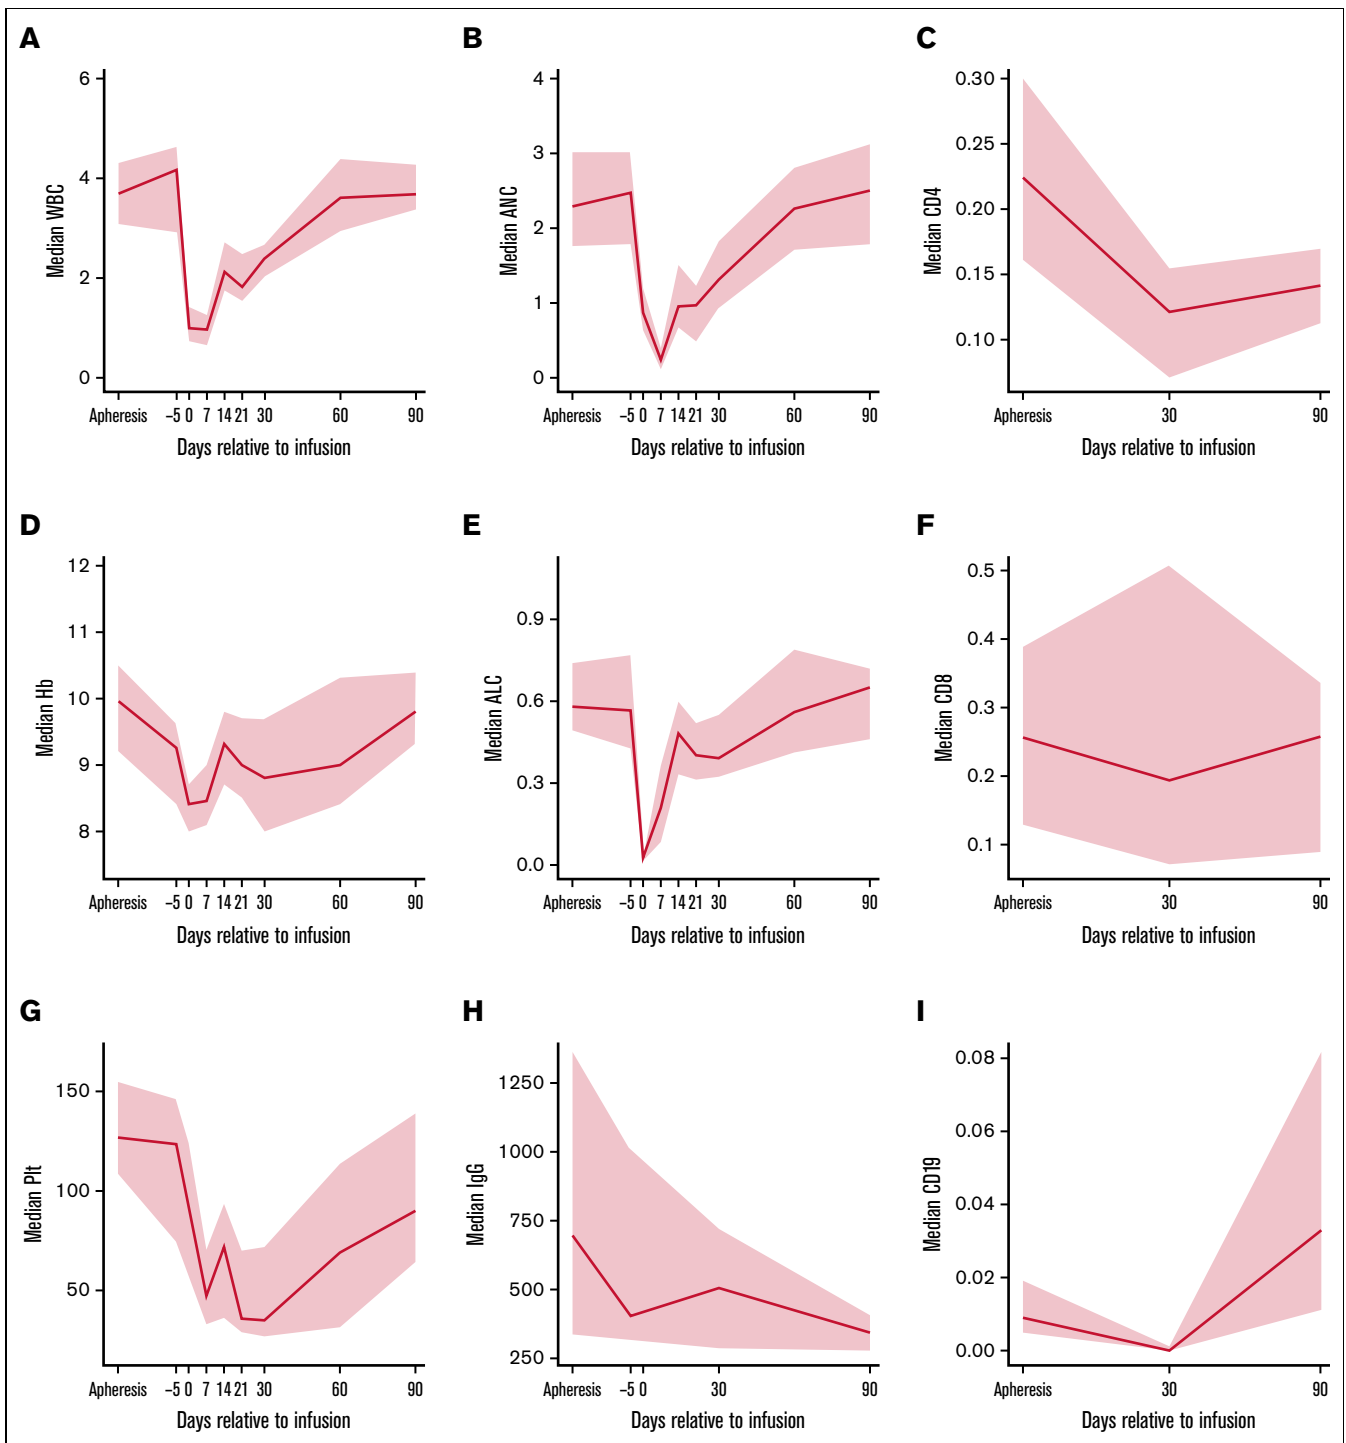 A
Median WBC
6
4
2
0
Apheresis −5 0 7 14 21 30 60 90
Days relative to infusion
B
Median ANC
4
3
2
1
0
Apheresis −5 0 7 14 21 30 60 90
Days relative to infusion
C
Median CD4
0.30
0.25
0.20
0.15
0.10
Apheresis 30 90
Days relative to infusion
D
Median Hb
12
11
10
9
8
Apheresis −5 0 7 14 21 30 60 90
Days relative to infusion
E
Median ALC
0.9
0.6
0.3
0.0
Apheresis −5 0 7 14 21 30 60 90
Days relative to infusion
F
Median CD8
0.5
0.4
0.3
0.2
0.1
Apheresis 30 90
Days relative to infusion
G
Median Plt
150
100
50
Apheresis −5 0 7 14 21 30 60 90
Days relative to infusion
H
Median IgG
1250
1000
750
500
250
Apheresis −5 0 30 90
Days relative to infusion
I
Median CD19
0.08
0.06
0.04
0.02
0.00
Apheresis 30 90
Days relative to infusion